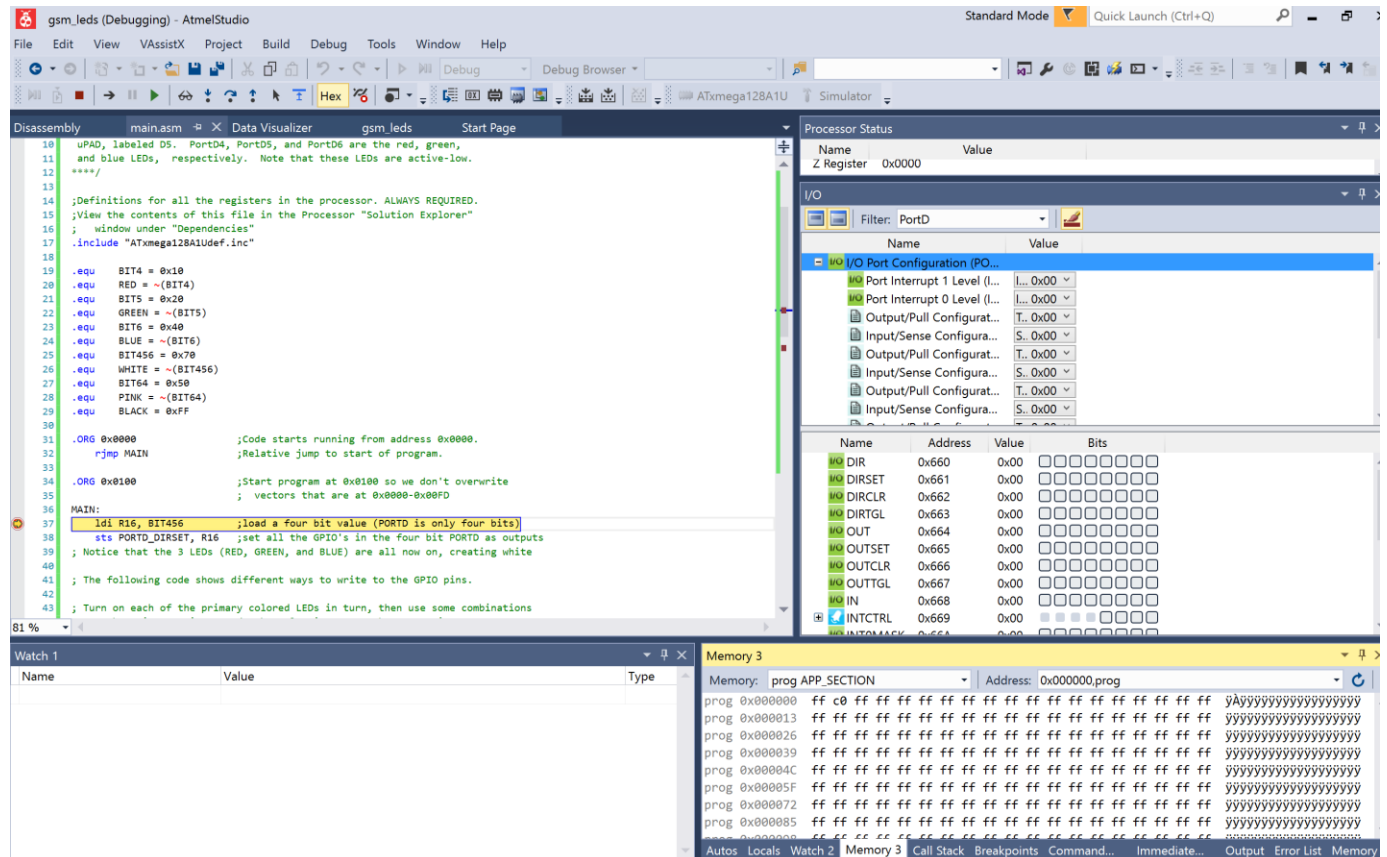 gsm_leds (Debugging) - AtmelStudio
Standard Mode
Quick Launch (Ctrl+Q)
File Edit View VAssistX Project Build Debug Tools Window Help
Debug Debug Browser
Hex ATxmega128A1U Simulator
Disassembly main.asm Data Visualizer gsm_leds Start Page
10 uPAD, labeled D5. PortD4, PortD5, and PortD6 are the red, green,
11 and blue LEDs, respectively. Note that these LEDs are active-low.
12 ****/
13
14 ;Definitions for all the registers in the processor. ALWAYS REQUIRED.
15 ;View the contents of this file in the Processor "Solution Explorer"
16 ; window under "Dependencies"
17 .include "ATxmega128A1Udef.inc"
18
19 .equ BIT4 = 0x10
20 .equ RED = ~(BIT4)
21 .equ BIT5 = 0x20
22 .equ GREEN = ~(BIT5)
23 .equ BIT6 = 0x40
24 .equ BLUE = ~(BIT6)
25 .equ BIT456 = 0x70
26 .equ WHITE = ~(BIT456)
27 .equ BIT64 = 0x50
28 .equ PINK = ~(BIT64)
29 .equ BLACK = 0xFF
30
31 .ORG 0x0000 ;Code starts running from address 0x0000.
32 rjmp MAIN ;Relative jump to start of program.
33
34 .ORG 0x0100 ;Start program at 0x0100 so we don't overwrite
35 ; vectors that are at 0x0000-0x00FD
36 MAIN:
37 ldi R16, BIT456 ;load a four bit value (PORTD is only four bits)
38 sts PORTD_DIRSET, R16 ;set all the GPIO's in the four bit PORTD as outputs
39 ; Notice that the 3 LEDs (RED, GREEN, and BLUE) are all now on, creating white
40
41 ; The following code shows different ways to write to the GPIO pins.
42
43 ; Turn on each of the primary colored LEDs in turn, then use some combinations
81 %
Processor Status
Name Value
Z Register 0x0000
I/O
Filter: PortD
Name Value
I/O Port Configuration (PO...
Port Interrupt 1 Level (I... I... 0x00
Port Interrupt 0 Level (I... I... 0x00
Output/Pull Configurat... T.. 0x00
Input/Sense Configura... S.. 0x00
Output/Pull Configurat... T.. 0x00
Input/Sense Configura... S.. 0x00
Output/Pull Configurat... T.. 0x00
Input/Sense Configura... S.. 0x00
Name Address Value Bits
DIR 0x660 0x00
DIRSET 0x661 0x00
DIRCLR 0x662 0x00
DIRTGL 0x663 0x00
OUT 0x664 0x00
OUTSET 0x665 0x00
OUTCLR 0x666 0x00
OUTTGL 0x667 0x00
IN 0x668 0x00
INTCTRL 0x669 0x00
INT0MASK 0x66A 0x00
Watch 1
Name Value Type
Memory 3
Memory: prog APP_SECTION Address: 0x000000,prog
prog 0x000000 ff c0 ff ff ff ff ff ff ff ff ff ff ff ff ff ff ff ff ff ÿÀÿÿÿÿÿÿÿÿÿÿÿÿÿÿÿÿÿ
prog 0x000013 ff ff ff ff ff ff ff ff ff ff ff ff ff ff ff ff ff ff ff ÿÿÿÿÿÿÿÿÿÿÿÿÿÿÿÿÿÿÿ
prog 0x000026 ff ff ff ff ff ff ff ff ff ff ff ff ff ff ff ff ff ff ff ÿÿÿÿÿÿÿÿÿÿÿÿÿÿÿÿÿÿÿ
prog 0x000039 ff ff ff ff ff ff ff ff ff ff ff ff ff ff ff ff ff ff ff ÿÿÿÿÿÿÿÿÿÿÿÿÿÿÿÿÿÿÿ
prog 0x00004C ff ff ff ff ff ff ff ff ff ff ff ff ff ff ff ff ff ff ff ÿÿÿÿÿÿÿÿÿÿÿÿÿÿÿÿÿÿÿ
prog 0x00005F ff ff ff ff ff ff ff ff ff ff ff ff ff ff ff ff ff ff ff ÿÿÿÿÿÿÿÿÿÿÿÿÿÿÿÿÿÿÿ
prog 0x000072 ff ff ff ff ff ff ff ff ff ff ff ff ff ff ff ff ff ff ff ÿÿÿÿÿÿÿÿÿÿÿÿÿÿÿÿÿÿÿ
prog 0x000085 ff ff ff ff ff ff ff ff ff ff ff ff ff ff ff ff ff ff ff ÿÿÿÿÿÿÿÿÿÿÿÿÿÿÿÿÿÿÿ
Autos Locals Watch 2 Memory 3 Call Stack Breakpoints Command... Immediate... Output Error List Memory